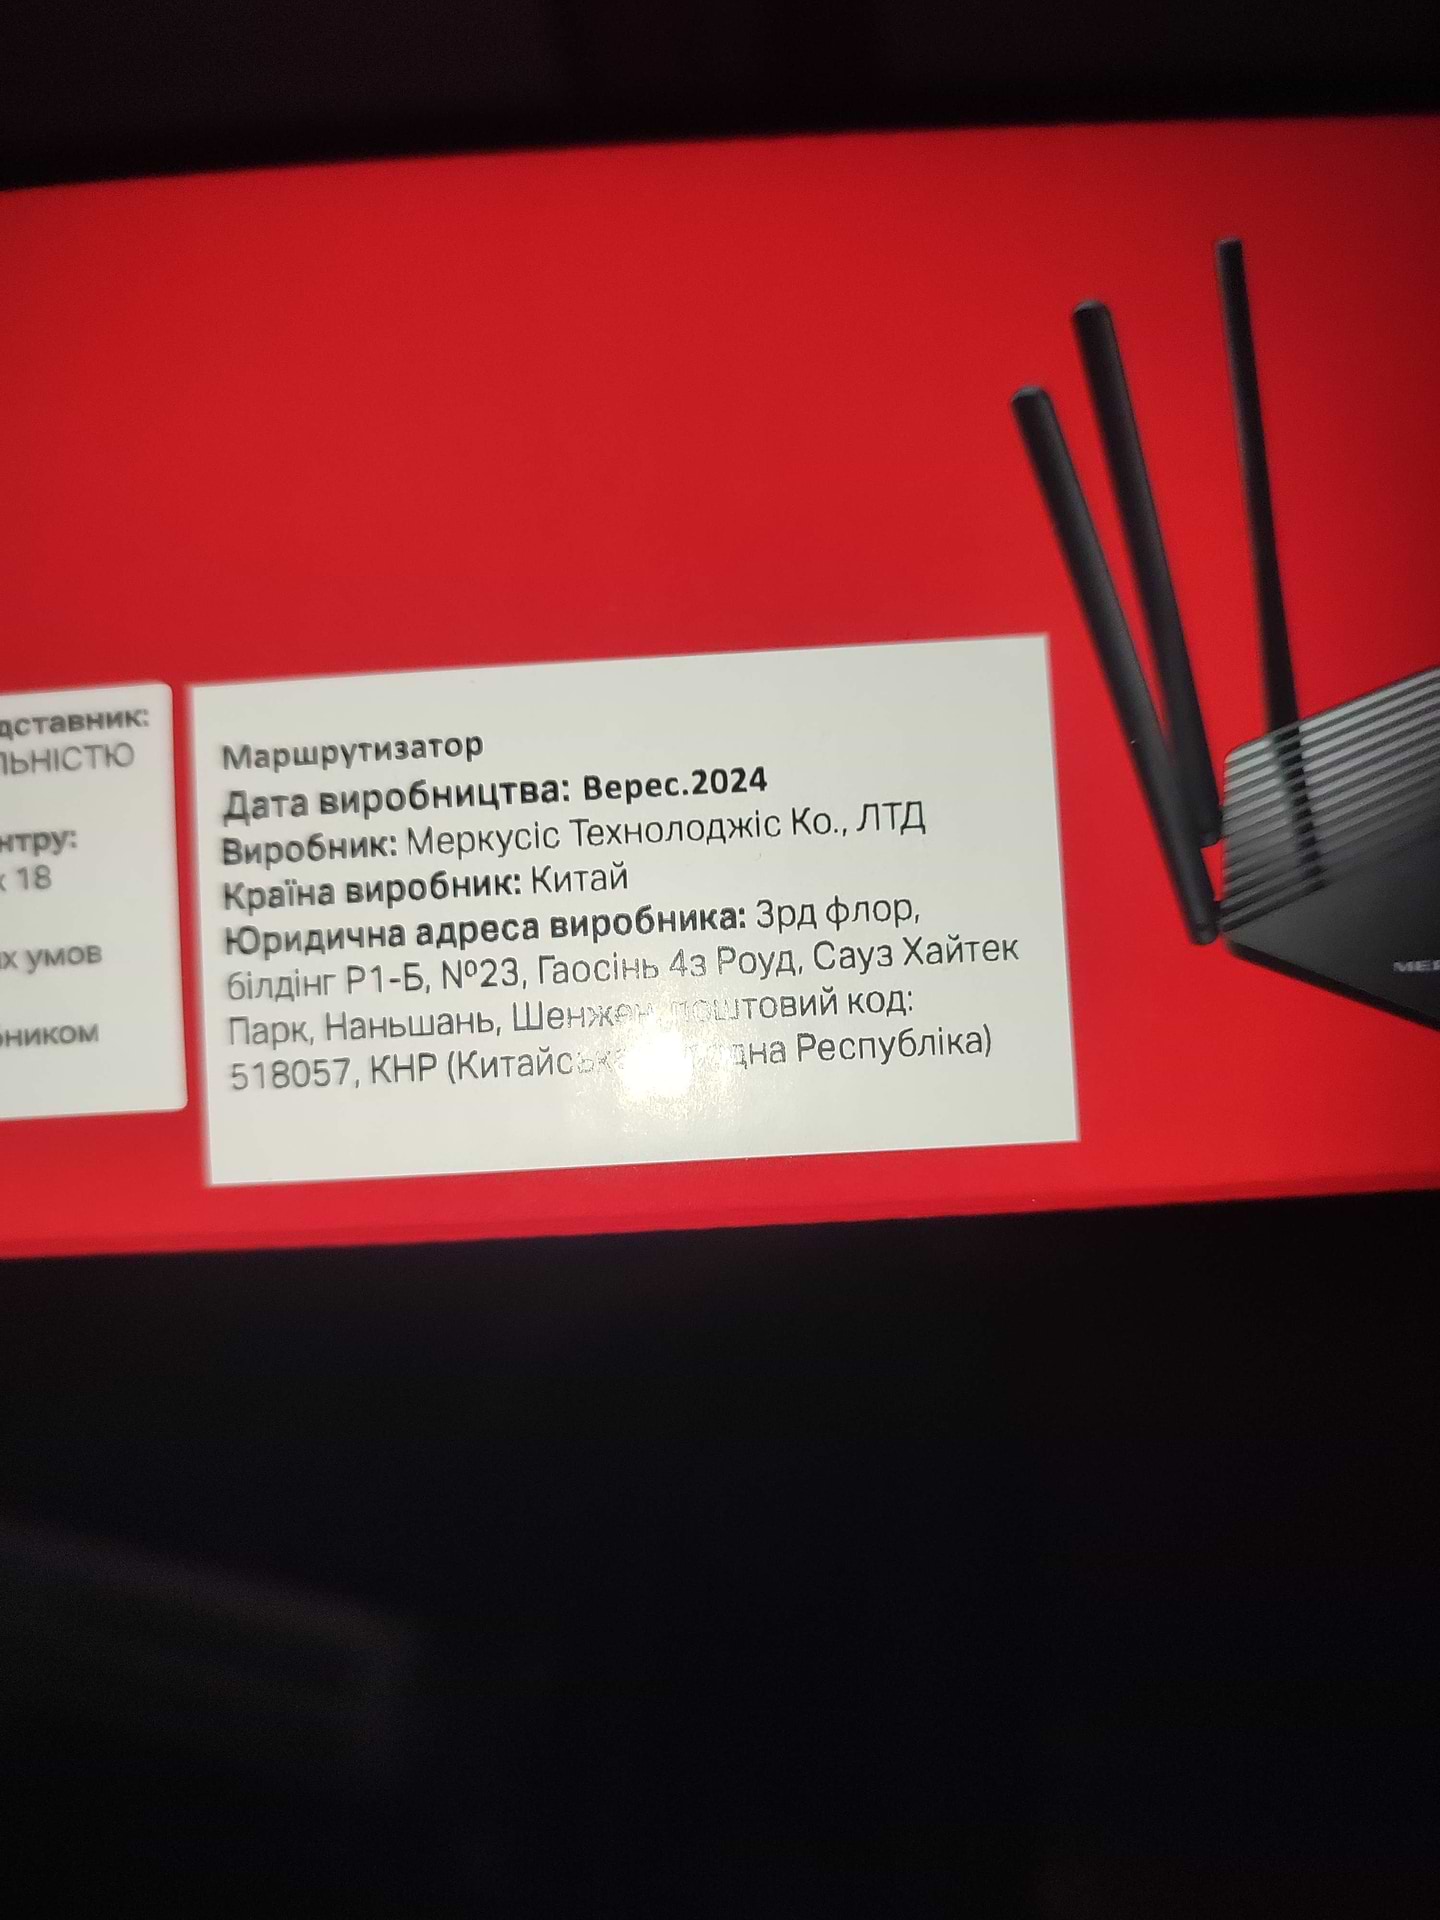 дставник:
льністю
нтру:
к 18
их умов
ником
Маршрутизатор
Дата виробництва: Верес.2024
Виробник: Меркусіс Технолоджіс Ко., ЛТД
Країна виробник: Китай
Юридична адреса виробника: 3рд флор,
білдінг Р1-Б, №23, Гаосінь 4з Роуд, Сауз Хайтек
Парк, Наньшань, Шенжен, поштовий код:
518057, КНР (Китайська Республіка)
MER